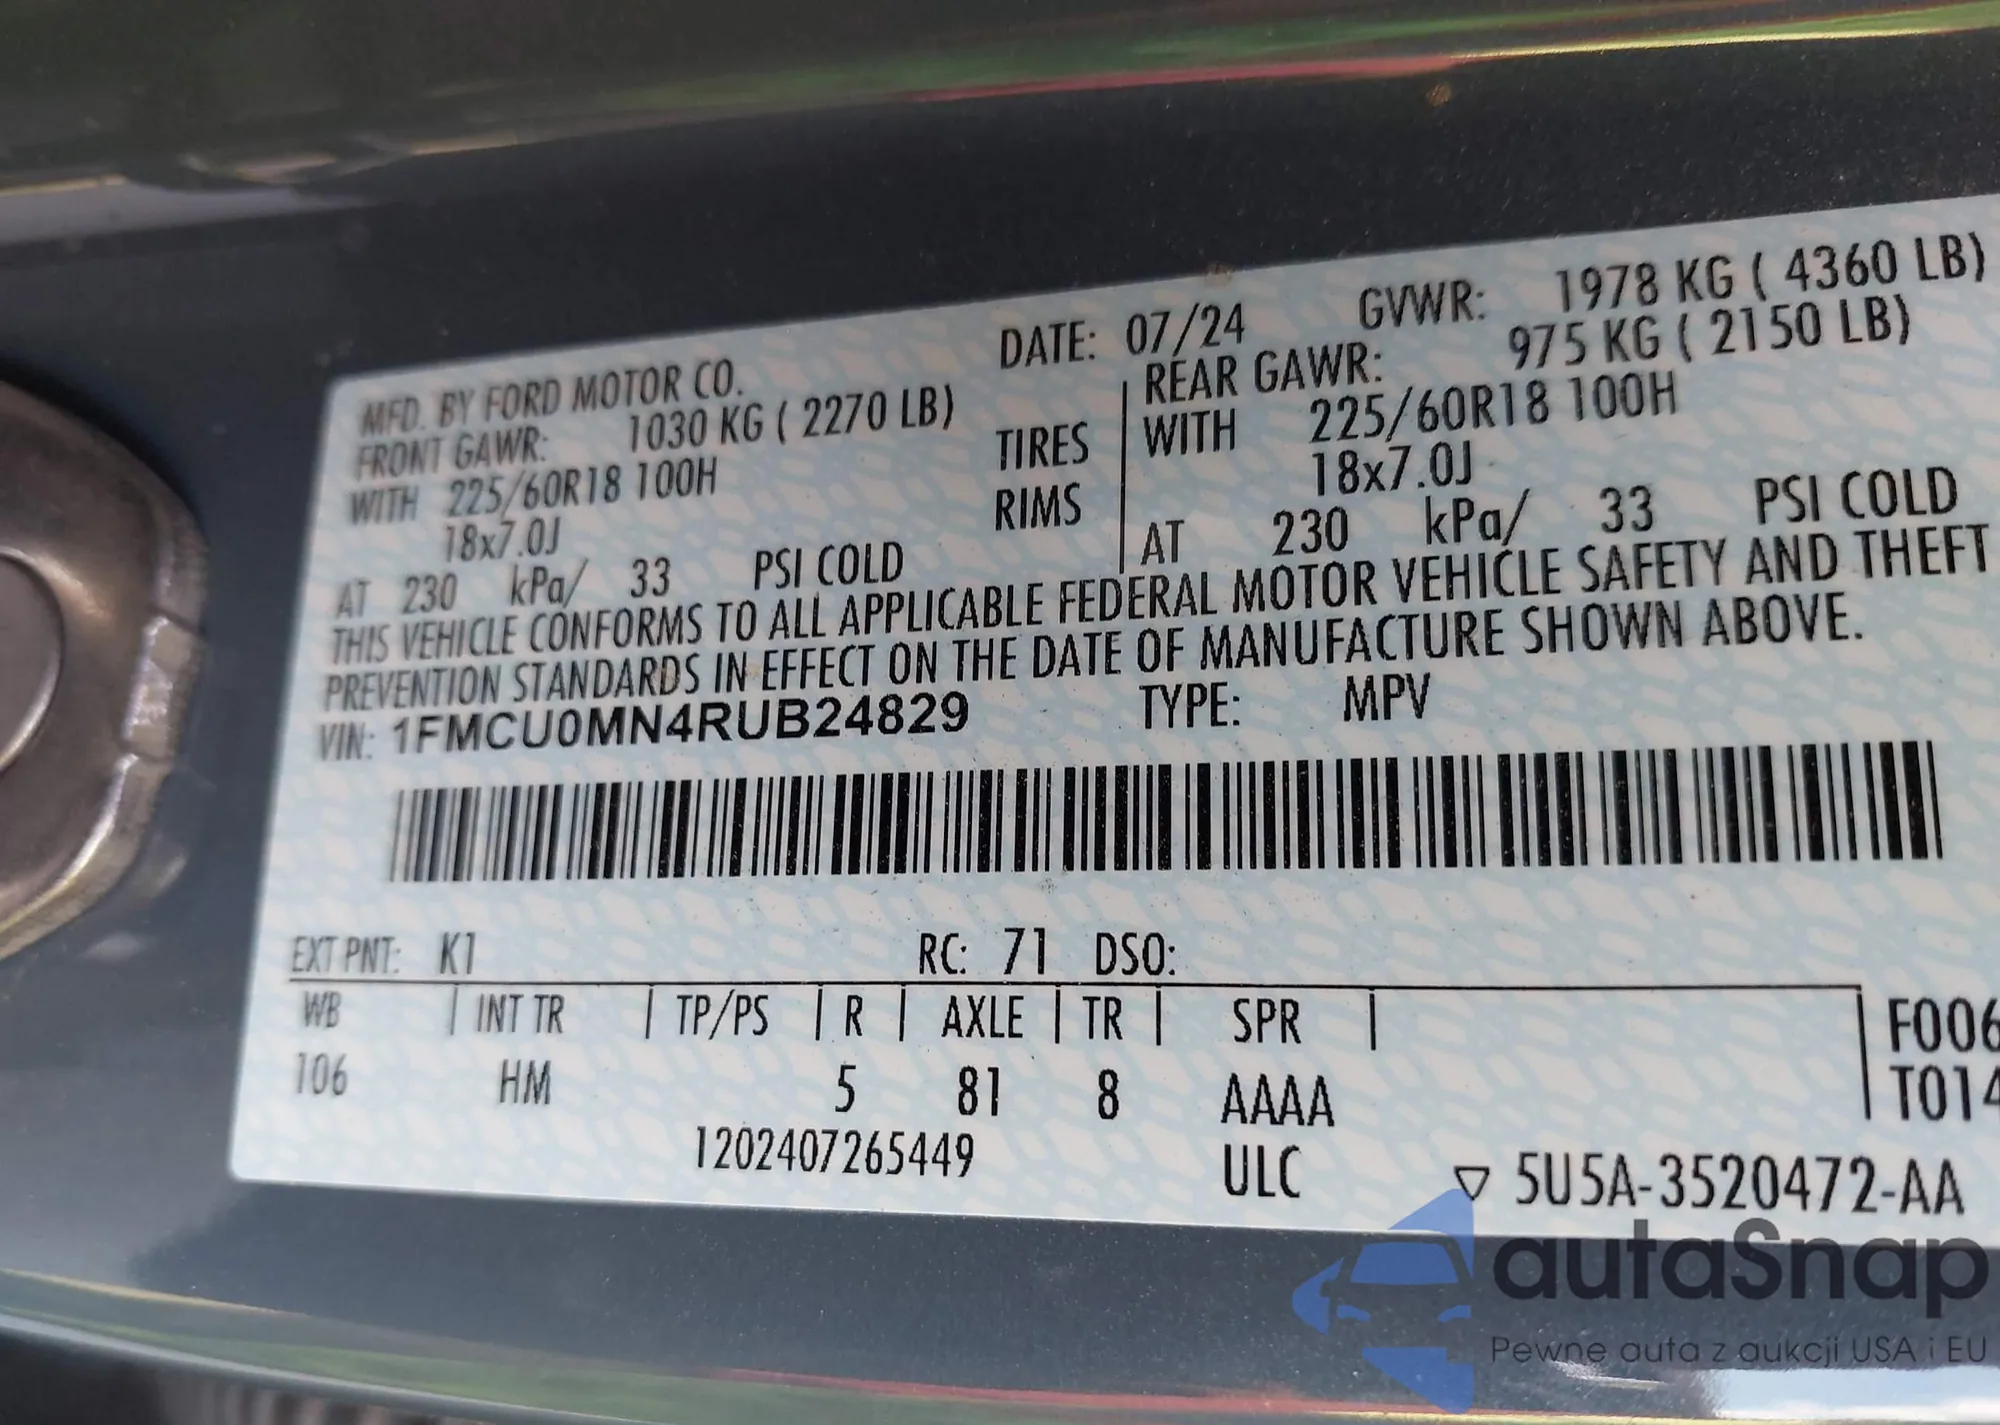 MFD. BY FORD MOTOR CO. DATE: 07/24 GVWR: 1978 KG ( 4360 LB)
FRONT GAWR: 1030 KG ( 2270 LB) REAR GAWR: 975 KG ( 2150 LB)
WITH 225/60R18 100H TIRES WITH 225/60R18 100H
18x7.0J RIMS 18x7.0J
AT 230 kPa/ 33 PSI COLD AT 230 kPa/ 33 PSI COLD
THIS VEHICLE CONFORMS TO ALL APPLICABLE FEDERAL MOTOR VEHICLE SAFETY AND THEFT
PREVENTION STANDARDS IN EFFECT ON THE DATE OF MANUFACTURE SHOWN ABOVE.
VIN: 1FMCU0MN4RUB24829 TYPE: MPV
EXT PNT: K1 RC: 71 DSO:
WB INT TR TP/PS R AXLE TR SPR F006
106 HM 5 81 8 AAAA T014
1202407265449 ULC 5U5A-3520472-AA
autaSnap
Pewne auta z aukcji USA i EU